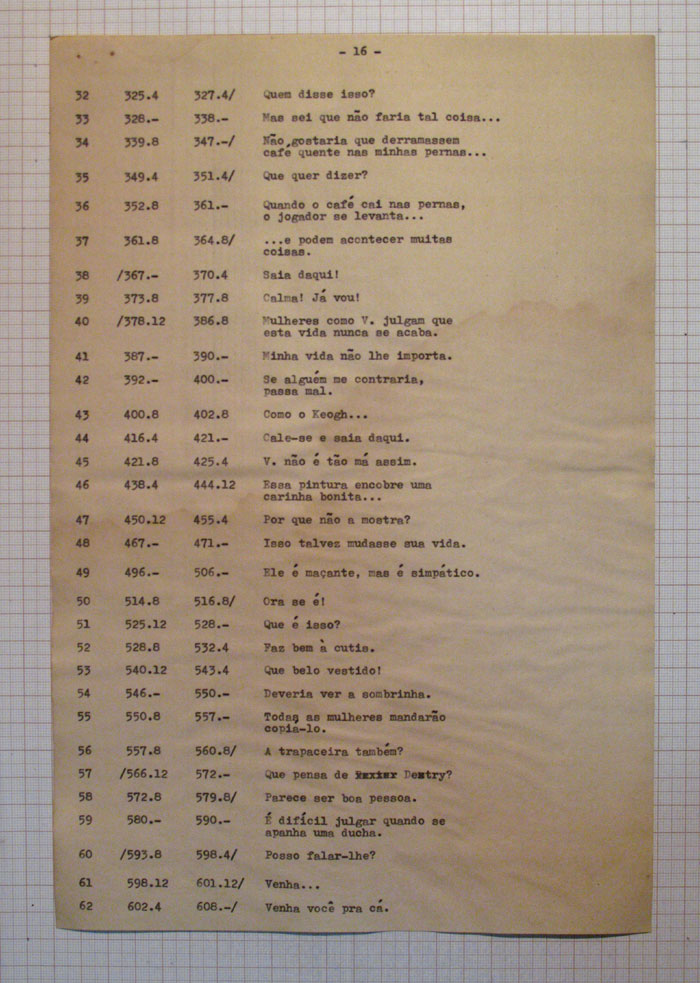 - 16 -
32 325.4 327.4/ Quem disse isso?
33 328.- 338.- Mas sei que não faria tal coisa...
34 339.8 347.-/ Não gostaria que derramassem
café quente nas minhas pernas...
35 349.4 351.4/ Que quer dizer?
36 352.8 361.- Quando o café cai nas pernas,
o jogador se levanta...
37 361.8 364.8/ ...e podem acontecer muitas
coisas.
38 /367.- 370.4 Saia daqui!
39 373.8 377.8 Calma! Já vou!
40 /378.12 386.8 Mulheres como V. julgam que
esta vida nunca se acaba.
41 387.- 390.- Minha vida não lhe importa.
42 392.- 400.- Se alguém me contraria,
passa mal.
43 400.8 402.8 Como o Keogh...
44 416.4 421.- Cale-se e saia daqui.
45 421.8 425.4 V. não é tão má assim.
46 438.4 444.12 Essa pintura encobre uma
carinha bonita...
47 450.12 455.4 Por que não a mostra?
48 467.- 471.- Isso talvez mudasse sua vida.
49 496.- 506.- Ele é maçante, mas é simpático.
50 514.8 516.8/ Ora se é!
51 525.12 528.- Que é isso?
52 528.8 532.4 Faz bem à cutis.
53 540.12 543.4 Que belo vestido!
54 546.- 550.- Deveria ver a sombrinha.
55 550.8 557.- Todas as mulheres mandarão
copiá-lo.
56 557.8 560.8/ A trapaceira também?
57 /566.12 572.- Que pensa de Destry?
58 572.8 579.8/ Parece ser boa pessoa.
59 580.- 590.- É difícil julgar quando se
apanha uma ducha.
60 /593.8 598.4/ Posso falar-lhe?
61 598.12 601.12/ Venha...
62 602.4 608.-/ Venha você pra cá.